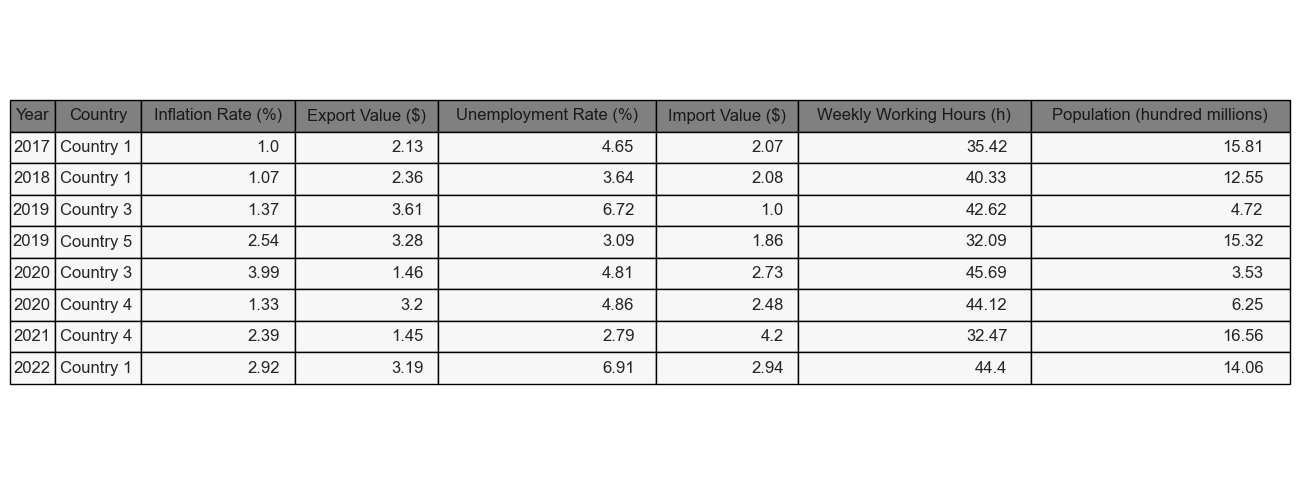 Year Country Inflation Rate (%) Export Value ($) Unemployment Rate (%) Import Value ($) Weekly Working Hours (h) Population (hundred millions)
2017 Country 1 1.0 2.13 4.65 2.07 35.42 15.81
2018 Country 1 1.07 2.36 3.64 2.08 40.33 12.55
2019 Country 3 1.37 3.61 6.72 1.0 42.62 4.72
2019 Country 5 2.54 3.28 3.09 1.86 32.09 15.32
2020 Country 3 3.99 1.46 4.81 2.73 45.69 3.53
2020 Country 4 1.33 3.2 4.86 2.48 44.12 6.25
2021 Country 4 2.39 1.45 2.79 4.2 32.47 16.56
2022 Country 1 2.92 3.19 6.91 2.94 44.4 14.06